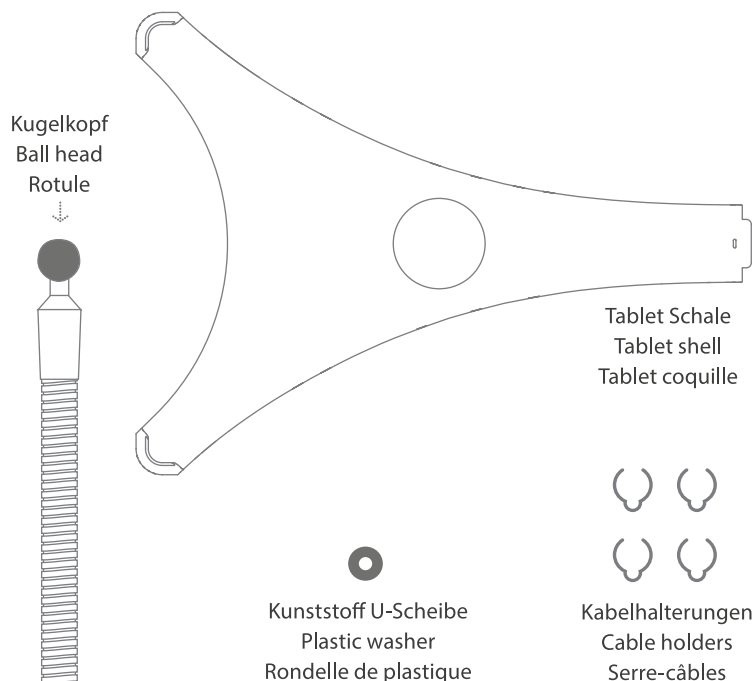 Kugelkopf
Ball head
Rotule
Tablet Schale
Tablet shell
Tablet coquille
Kunststoff U-Scheibe
Plastic washer
Rondelle de plastique
Kabelhalterungen
Cable holders
Serre-câbles